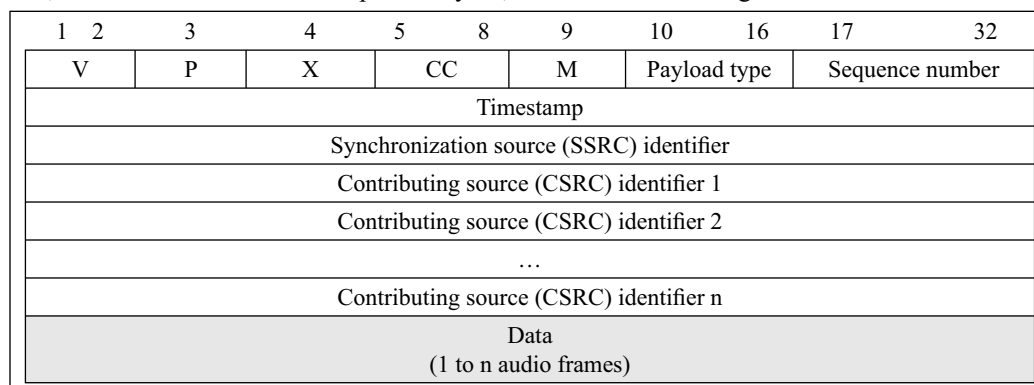 1 2 3 4 5 8 9 10 16 17 32
V P X CC M Payload type Sequence number
Timestamp
Synchronization source (SSRC) identifier
Contributing source (CSRC) identifier 1
Contributing source (CSRC) identifier 2
…
Contributing source (CSRC) identifier n
Data
(1 to n audio frames)